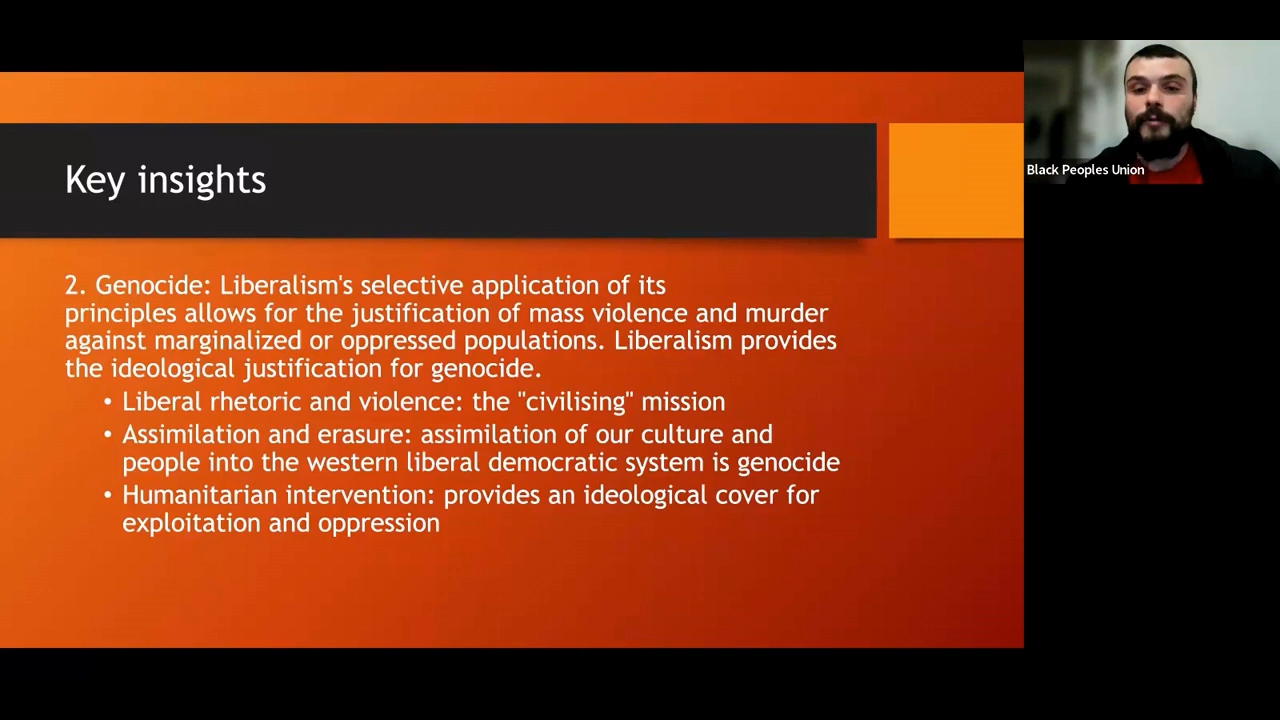 Key insights
2. Genocide: Liberalism's selective application of its
principles allows for the justification of mass violence and murder
against marginalized or oppressed populations. Liberalism provides
the ideological justification for genocide.
• Liberal rhetoric and violence: the "civilising" mission
• Assimilation and erasure: assimilation of our culture and
people into the western liberal democratic system is genocide
• Humanitarian intervention: provides an ideological cover for
exploitation and oppression
Black Peoples Union